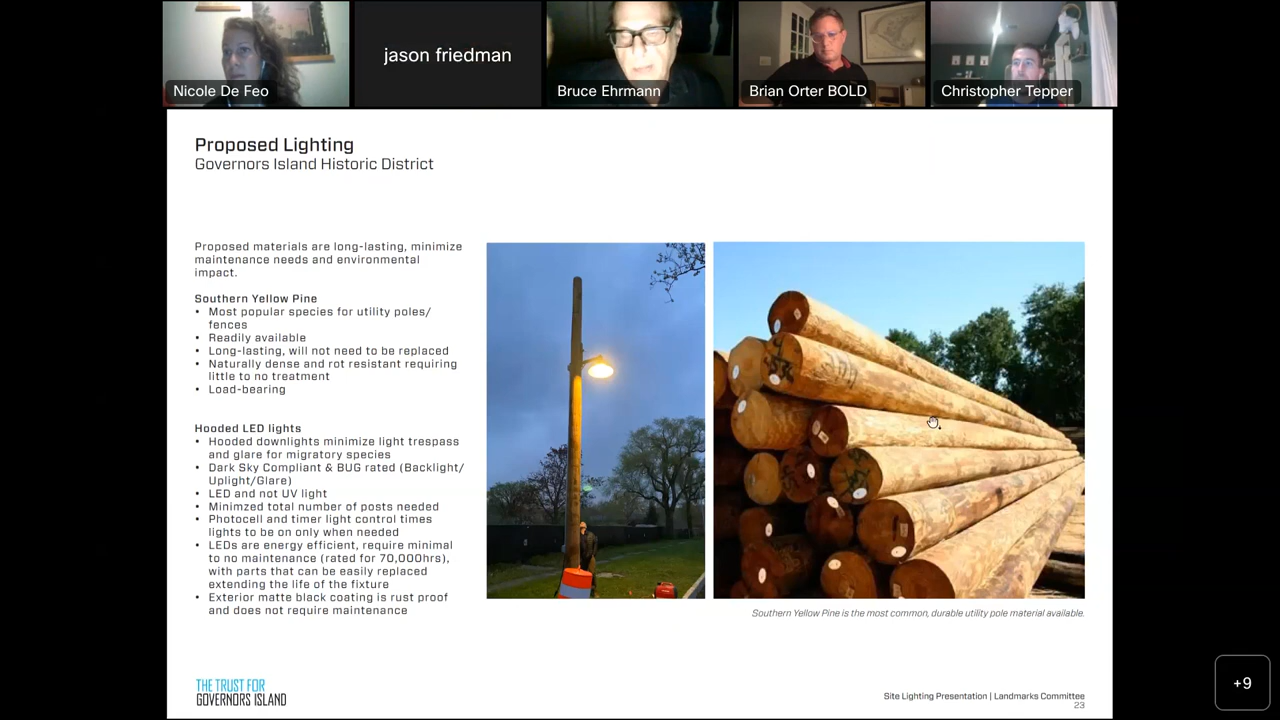 Nicole De Feo
jason friedman
Bruce Ehrmann
Brian Orter BOLD
Christopher Tepper
Proposed Lighting
Governors Island Historic District
Proposed materials are long-lasting, minimize
maintenance needs and environmental
impact.
Southern Yellow Pine
• Most popular species for utility poles/
fences
• Readily available
• Long-lasting, will not need to be replaced
• Naturally dense and rot resistant requiring
little to no treatment
• Load-bearing
Hooded LED lights
• Hooded downlights minimize light trespass
and glare for migratory species
• Dark Sky Compliant & BUG rated (Backlight/
Uplight/Glare)
• LED and not UV light
• Minimzed total number of posts needed
• Photocell and timer light control times
lights to be on only when needed
• LEDs are energy efficient, require minimal
to no maintenance (rated for 70,000hrs),
with parts that can be easily replaced
extending the life of the fixture
• Exterior matte black coating is rust proof
and does not require maintenance
Southern Yellow Pine is the most common, durable utility pole material available.
THE TRUST FOR
GOVERNORS ISLAND
Site Lighting Presentation | Landmarks Committee
23
+9